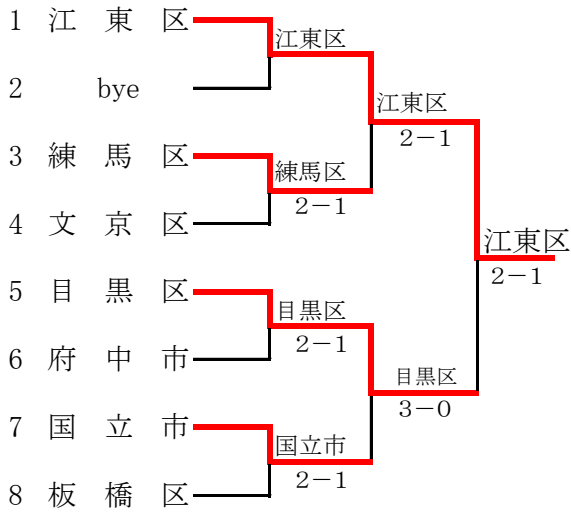 1 江東区
江東区
2 bye
江東区
2－1
3 練馬区
練馬区
2－1
4 文京区
江東区
2－1
5 目黒区
目黒区
2－1
6 府中市
目黒区
3－0
7 国立市
国立市
2－1
8 板橋区